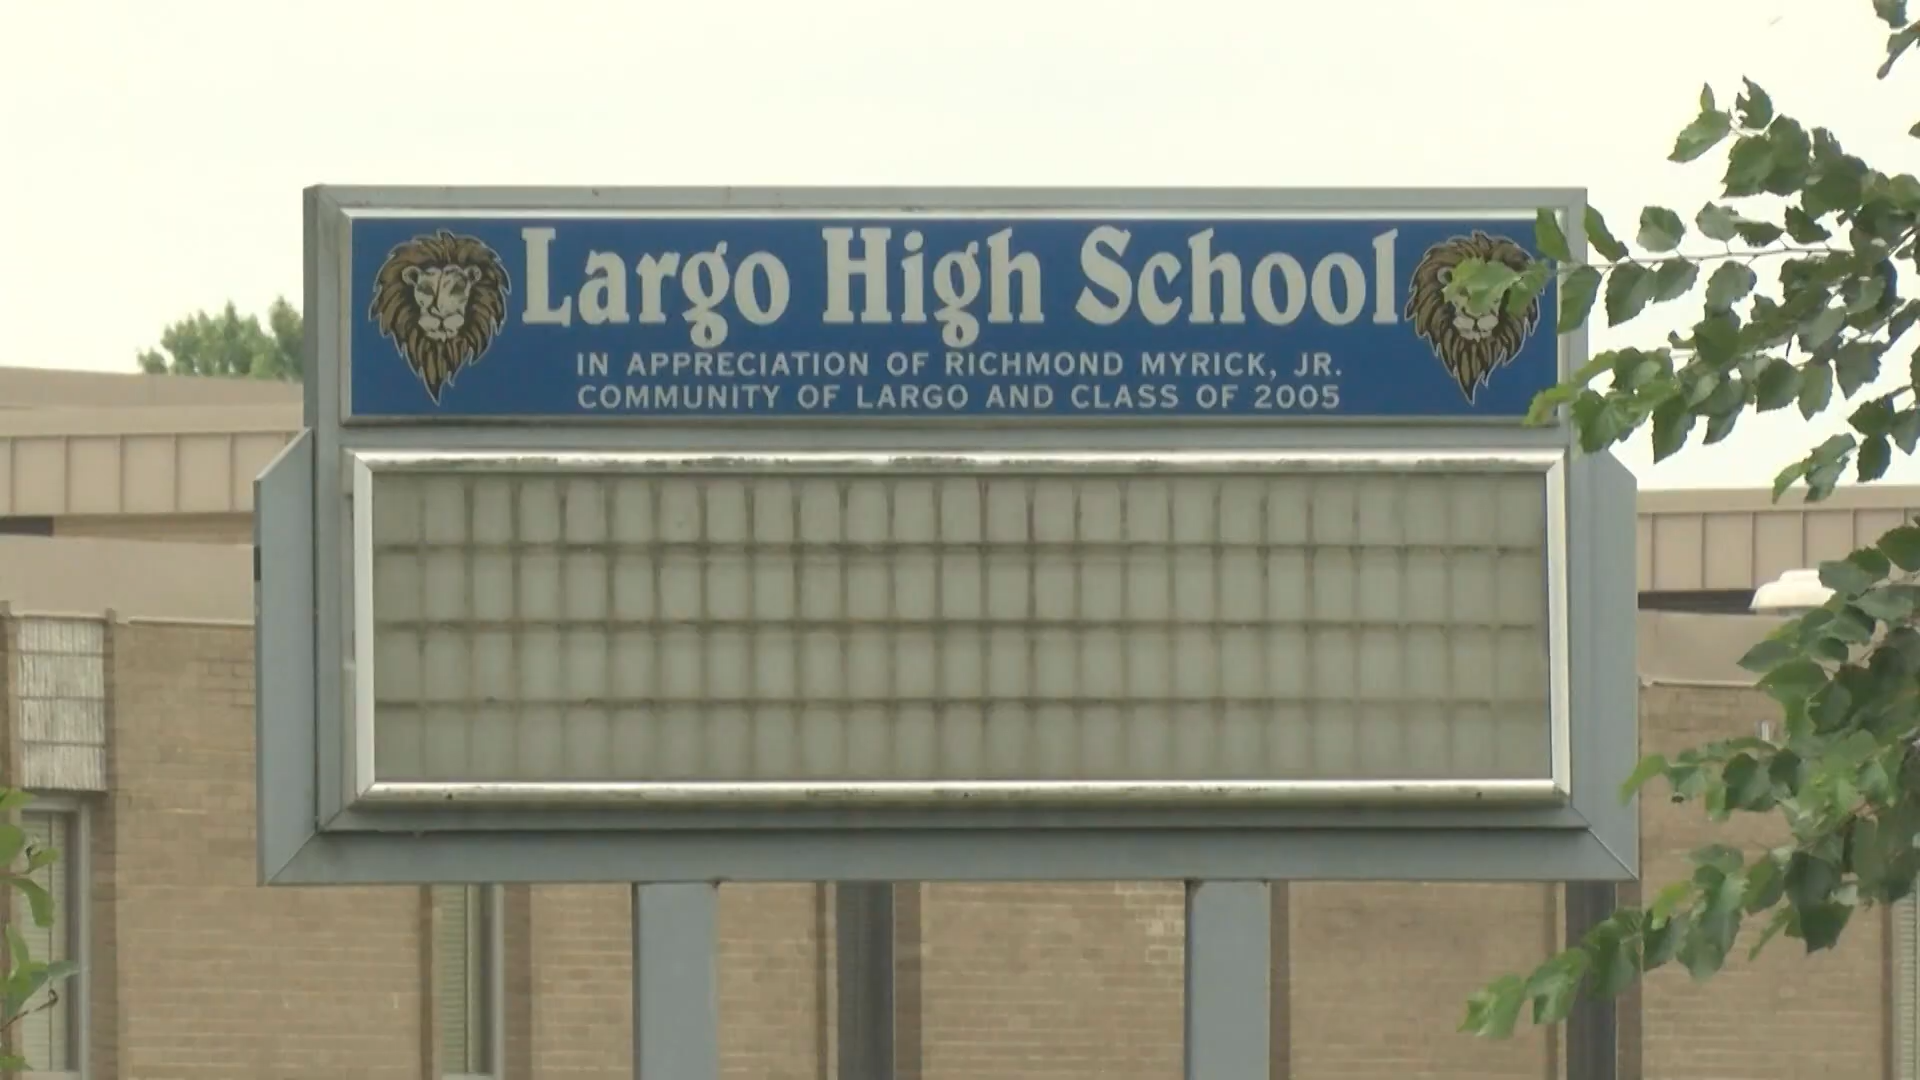 Largo High School
IN APPRECIATION OF RICHMOND MYRICK, JR.
COMMUNITY OF LARGO AND CLASS OF 2005